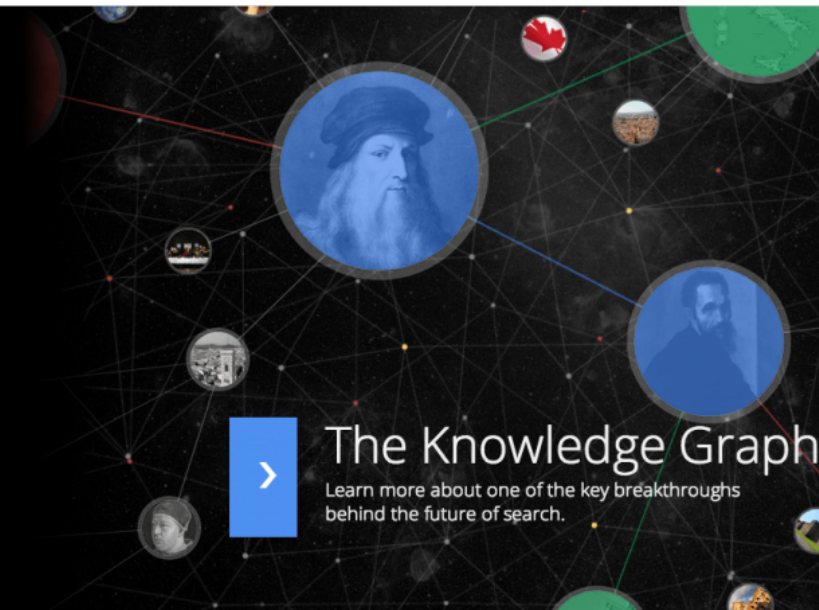 The Knowledge Graph
Learn more about one of the key breakthroughs
behind the future of search.